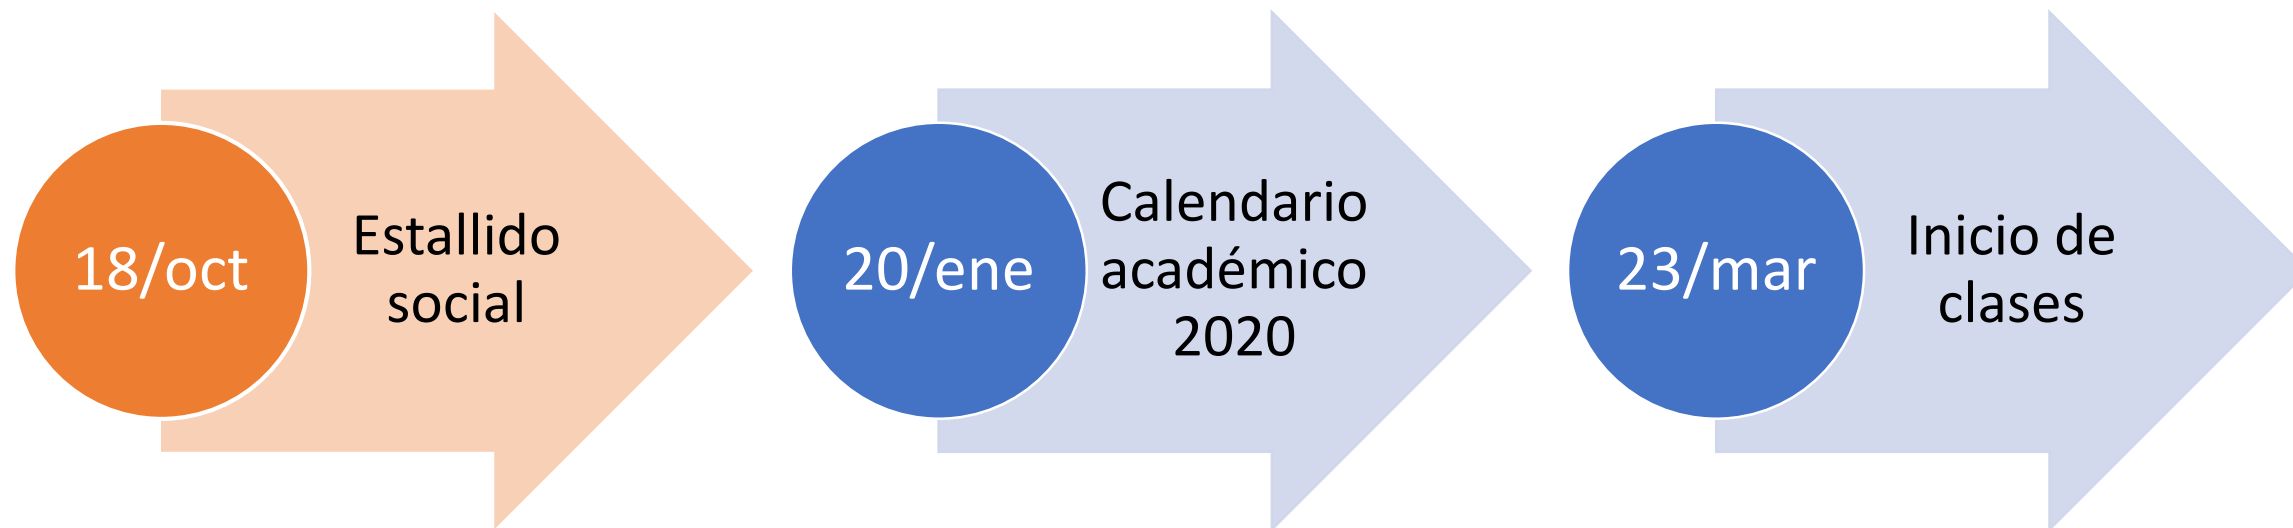 18/oct
Estallido
social
20/ene
Calendario
académico
2020
23/mar
Inicio de
clases